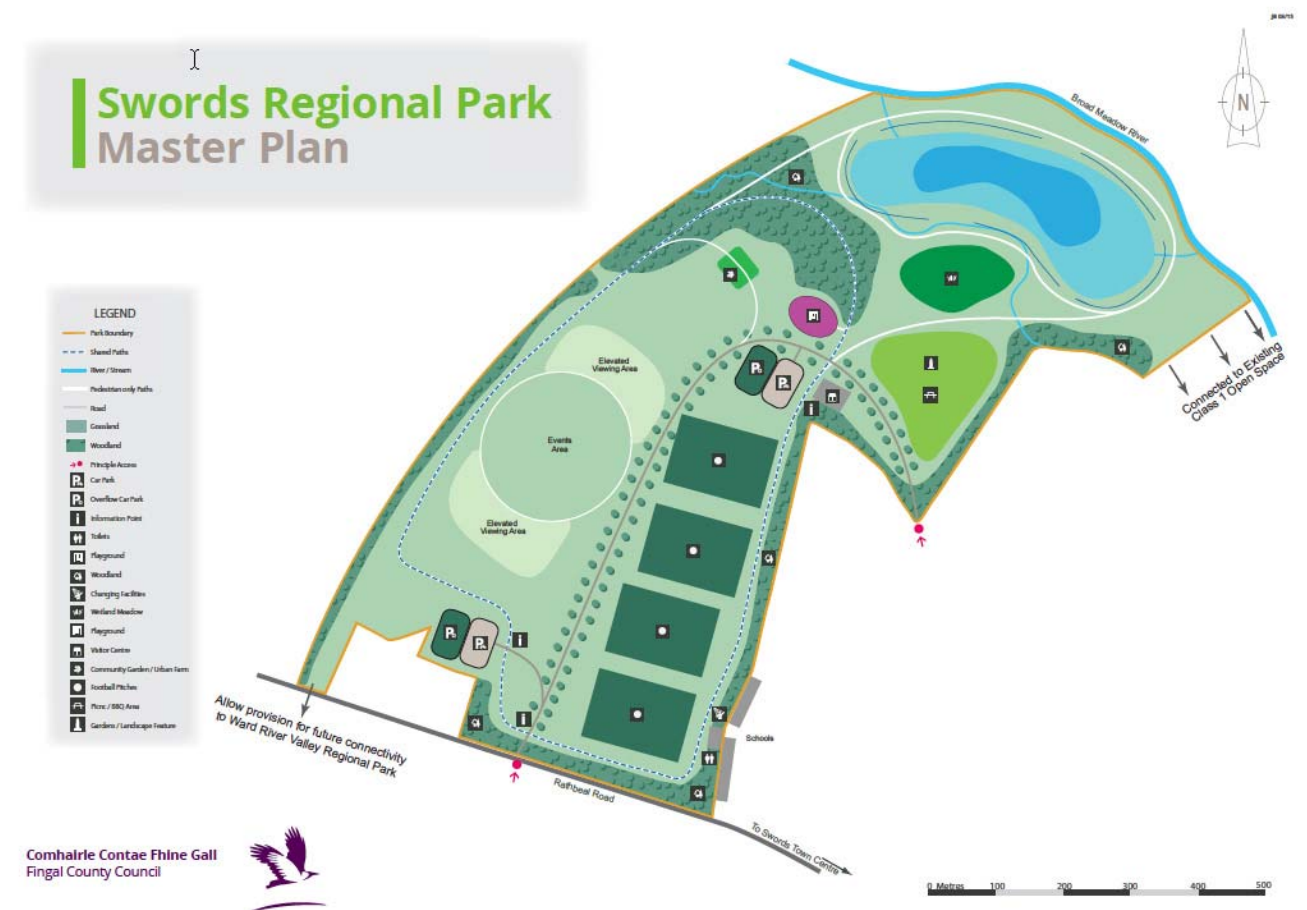 JB 08/15
Swords Regional Park
Master Plan
N
Broad Meadow River
Connected to Existing
Class 1 Open Space
Elevated
Viewing Area
Events
Area
Elevated
Viewing Area
LEGEND
Park Boundary
Shared Paths
River / Stream
Pedestrian only Paths
Road
Grassland
Woodland
Principle Access
Car Park
Overflow Car Park
Information Point
Toilets
Playground
Woodland
Changing Facilities
Wetland Meadow
Playground
Visitor Centre
Community Garden / Urban Farm
Football Pitches
Picnic / BBQ Area
Gardens / Landscape Feature
Allow provision for future connectivity
to Ward River Valley Regional Park
Schools
Rathbeal Road
To Swords Town Centre
Comhairle Contae Fhine Gall
Fingal County Council
0 Metres 100 200 300 400 500